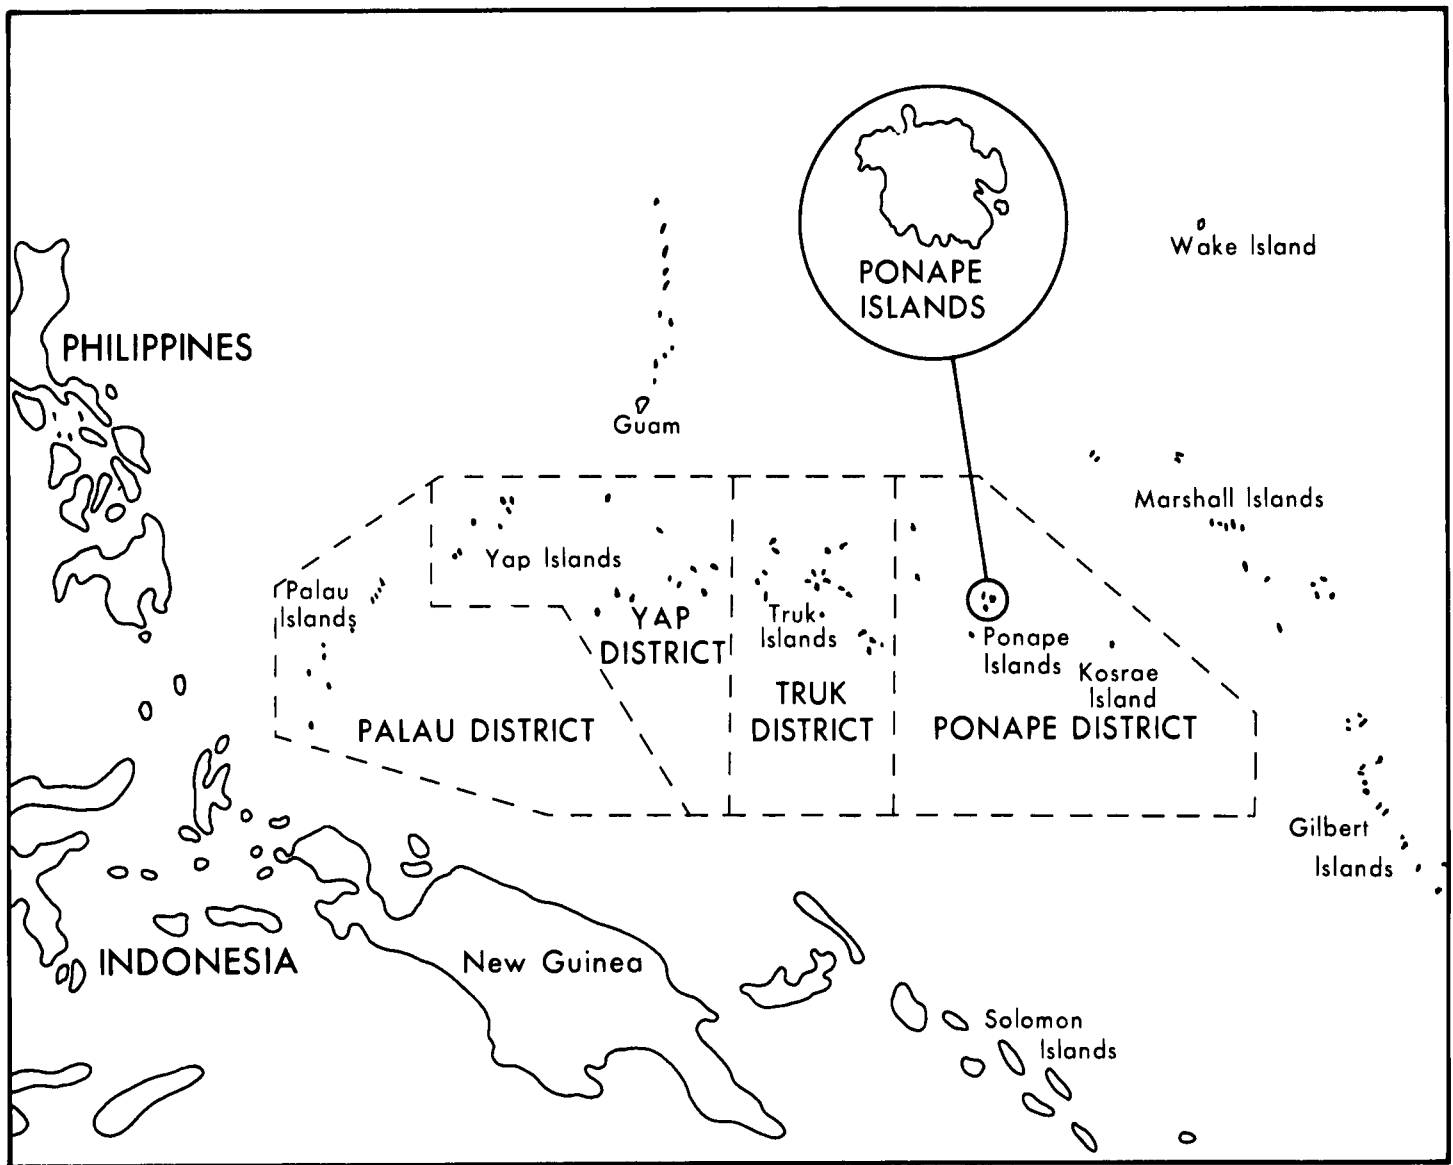 PONAPE
ISLANDS
Wake Island
PHILIPPINES
Guam
Marshall Islands
Yap Islands
Palau
Islands
YAP
DISTRICT
Truk
Islands
Ponape
Islands
Kosrae
Island
TRUK
DISTRICT
PALAU DISTRICT
PONAPE DISTRICT
Gilbert
Islands
INDONESIA
New Guinea
Solomon
Islands